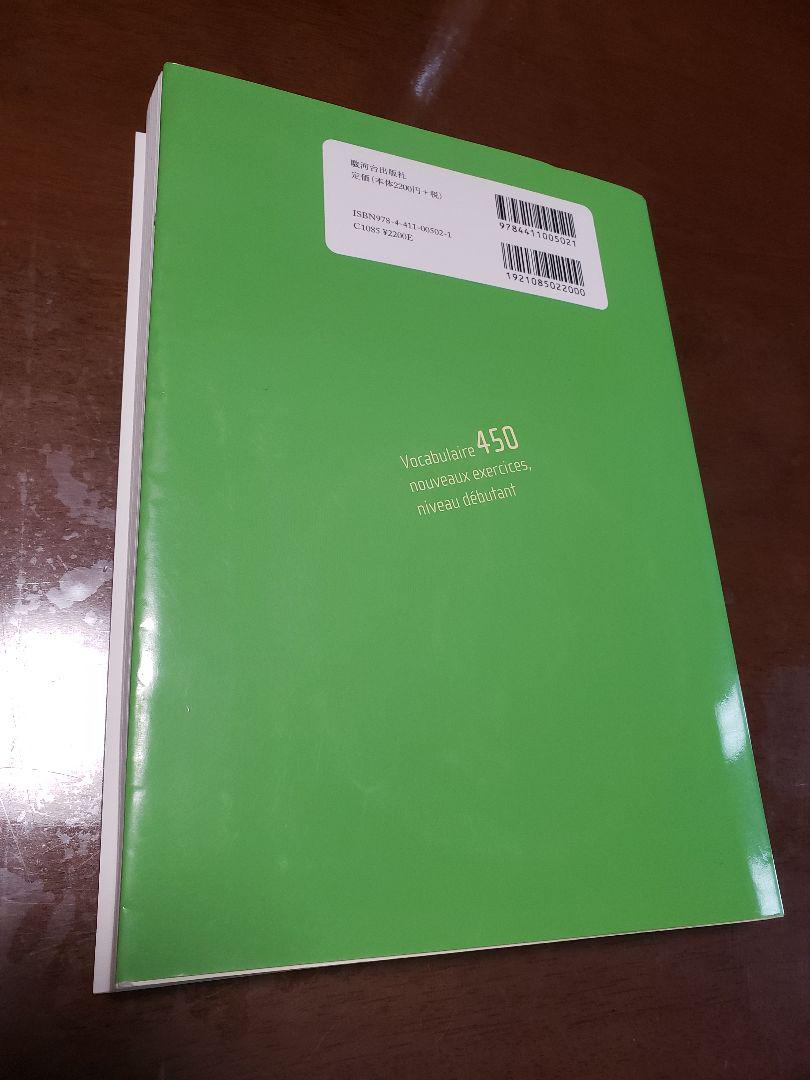 駿河台出版社
定価(本体2200円+税)
ISBN978-4-411-00502-1
C1085 ¥2200E
9784411005021
1921085022000
Vocabulaire 450
nouveaux exercices,
niveau débutant